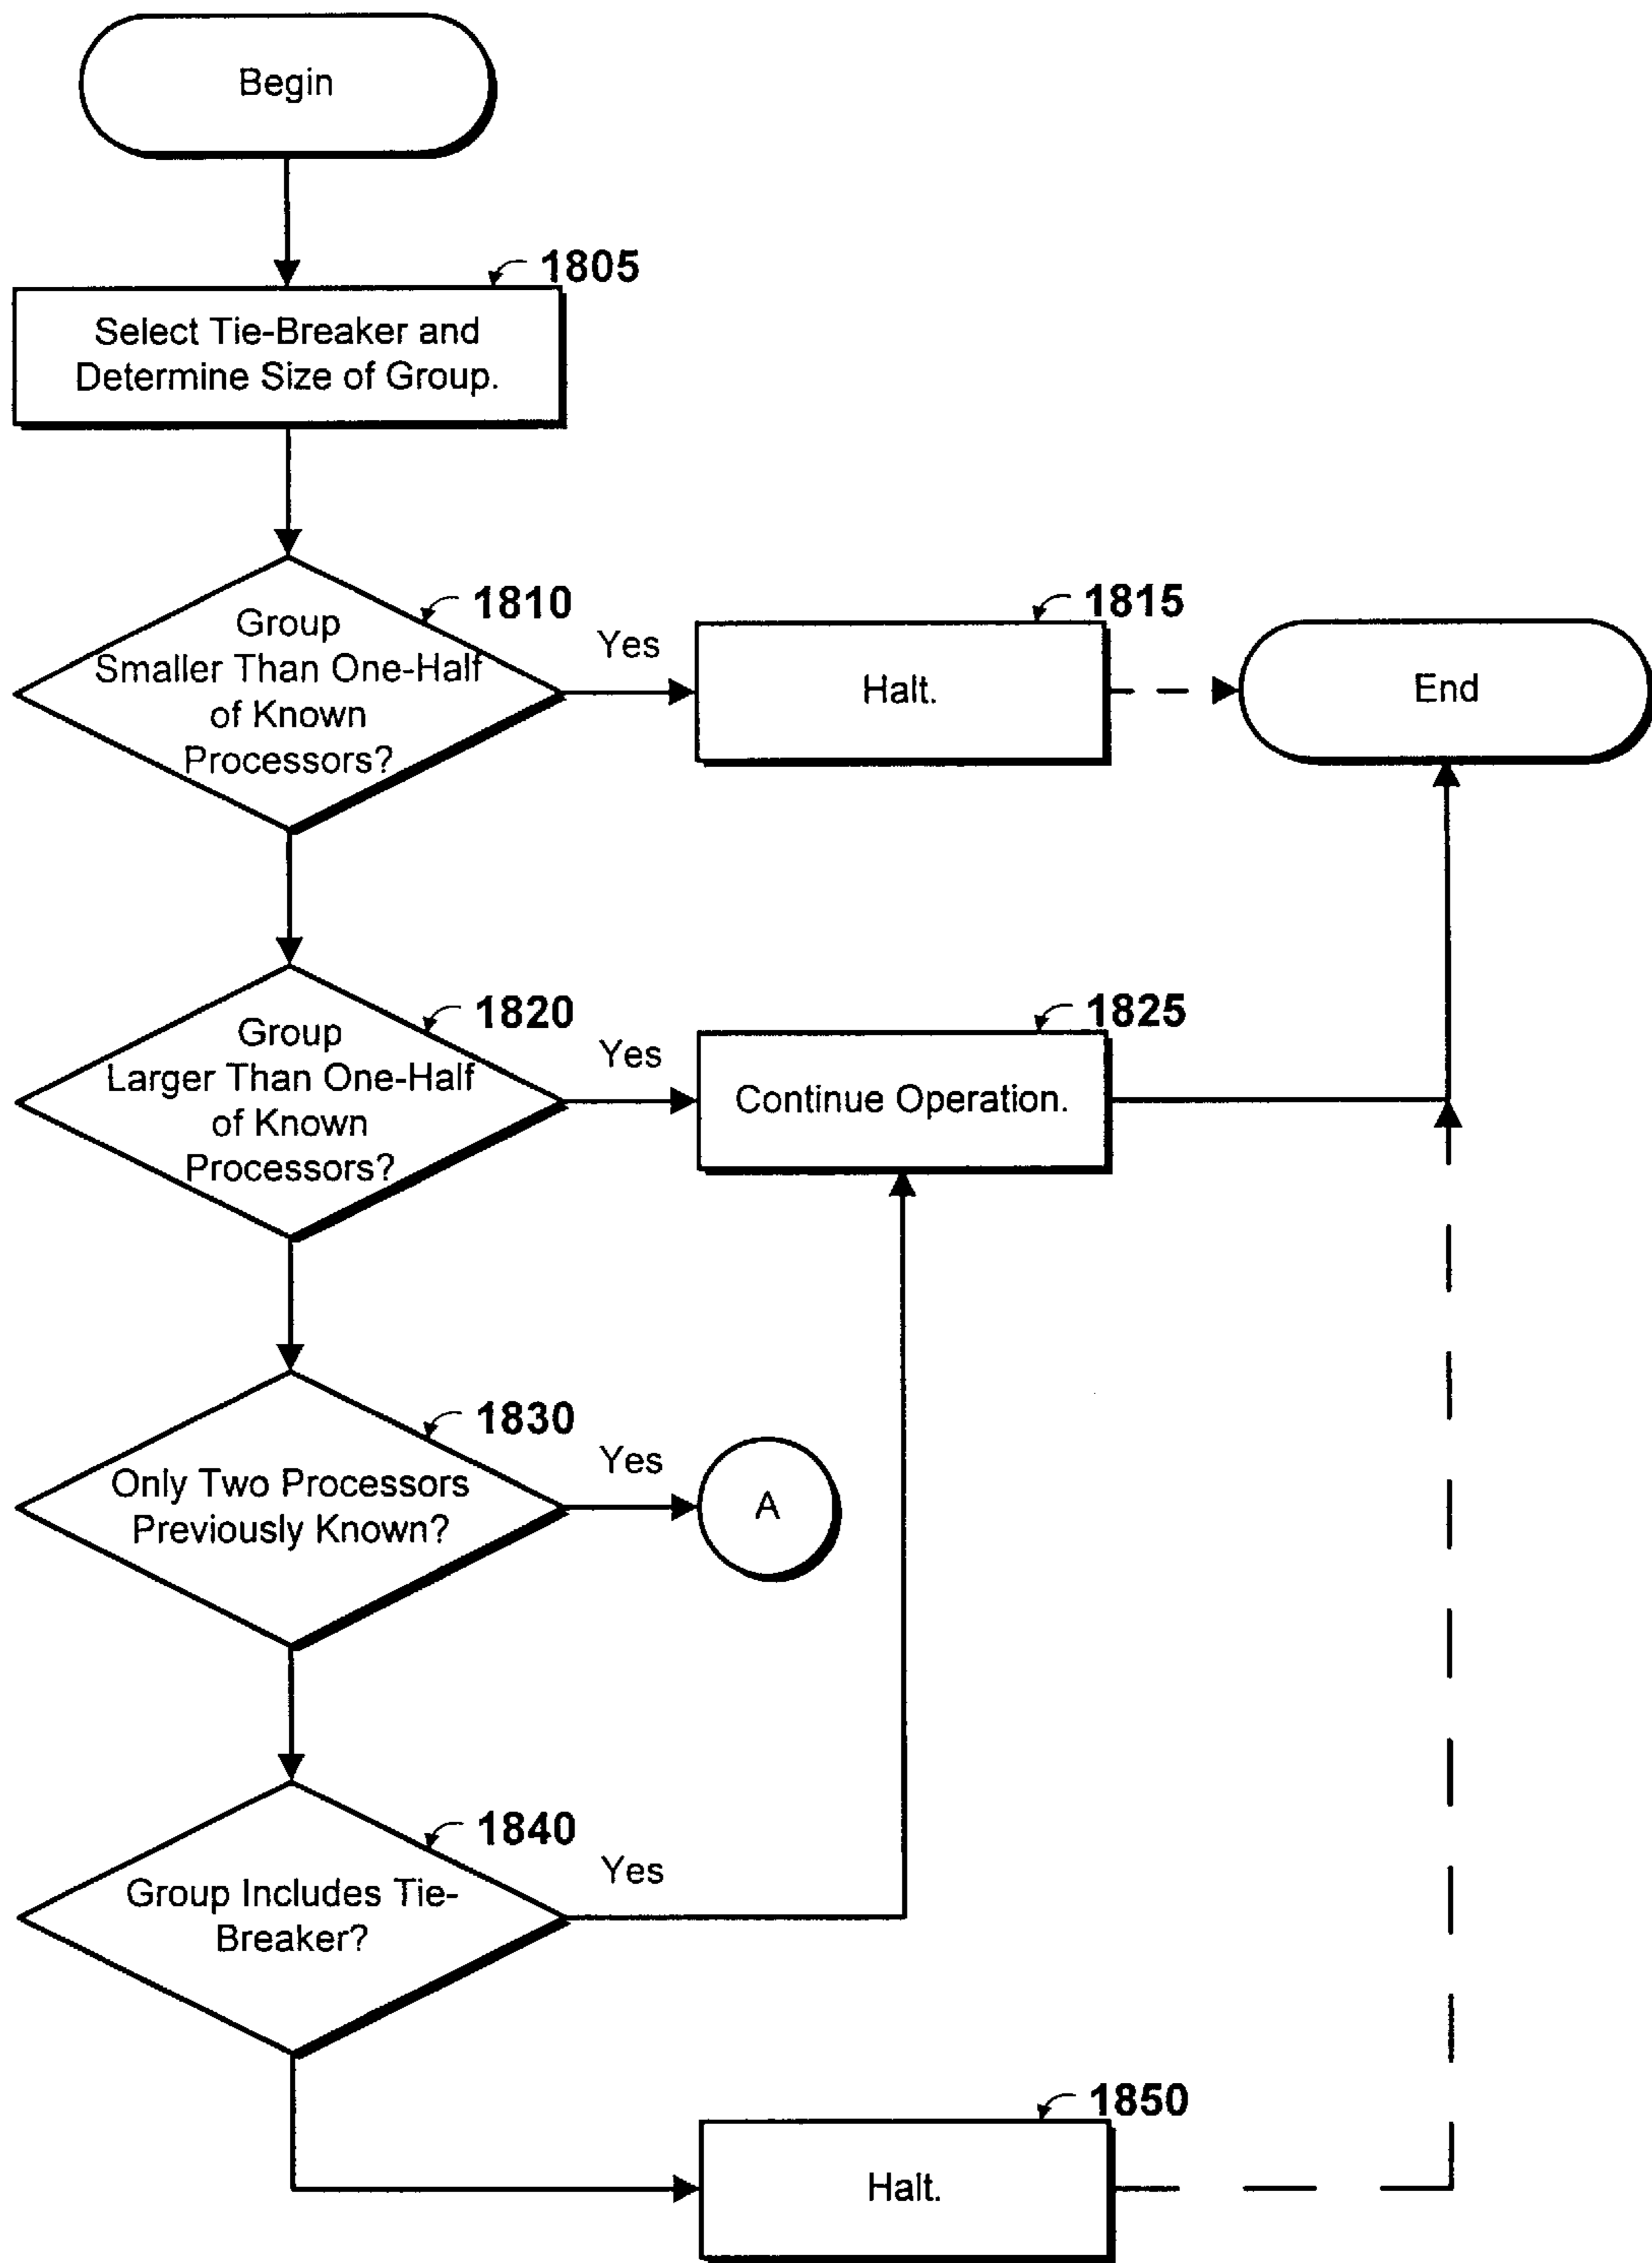 Begin
1805
Select Tie-Breaker and
Determine Size of Group.
1810
Group
Smaller Than One-Half
of Known
Processors?
Yes
1815
Halt.
End
1820
Group
Larger Than One-Half
of Known
Processors?
Yes
1825
Continue Operation.
1830
Only Two Processors
Previously Known?
Yes
A
1840
Group Includes Tie-
Breaker?
Yes
1850
Halt.